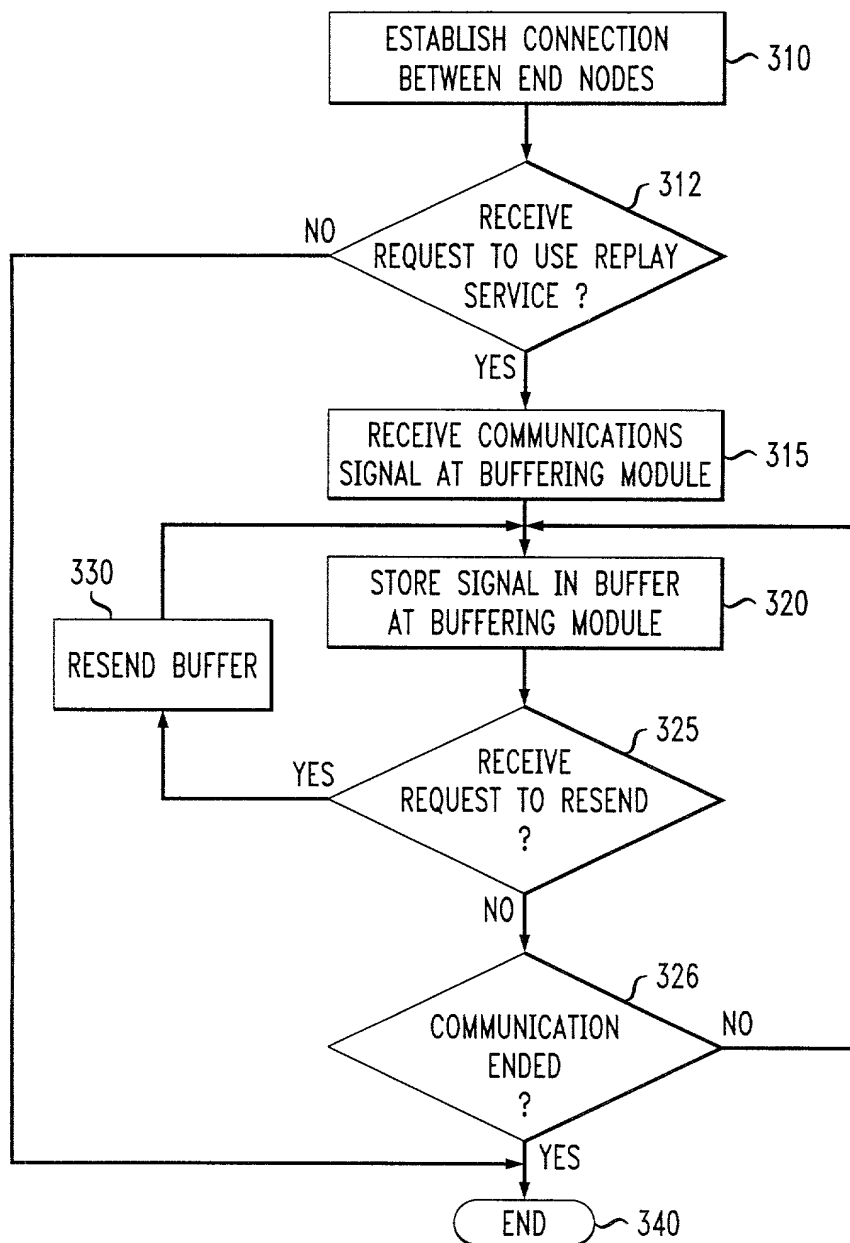 ESTABLISH CONNECTION
BETWEEN END NODES
310
312
RECEIVE
REQUEST TO USE REPLAY
SERVICE ?
NO
YES
RECEIVE COMMUNICATIONS
SIGNAL AT BUFFERING MODULE
315
STORE SIGNAL IN BUFFER
AT BUFFERING MODULE
320
330
RESEND BUFFER
325
RECEIVE
REQUEST TO RESEND
?
YES
NO
326
COMMUNICATION
ENDED
?
NO
YES
END
340